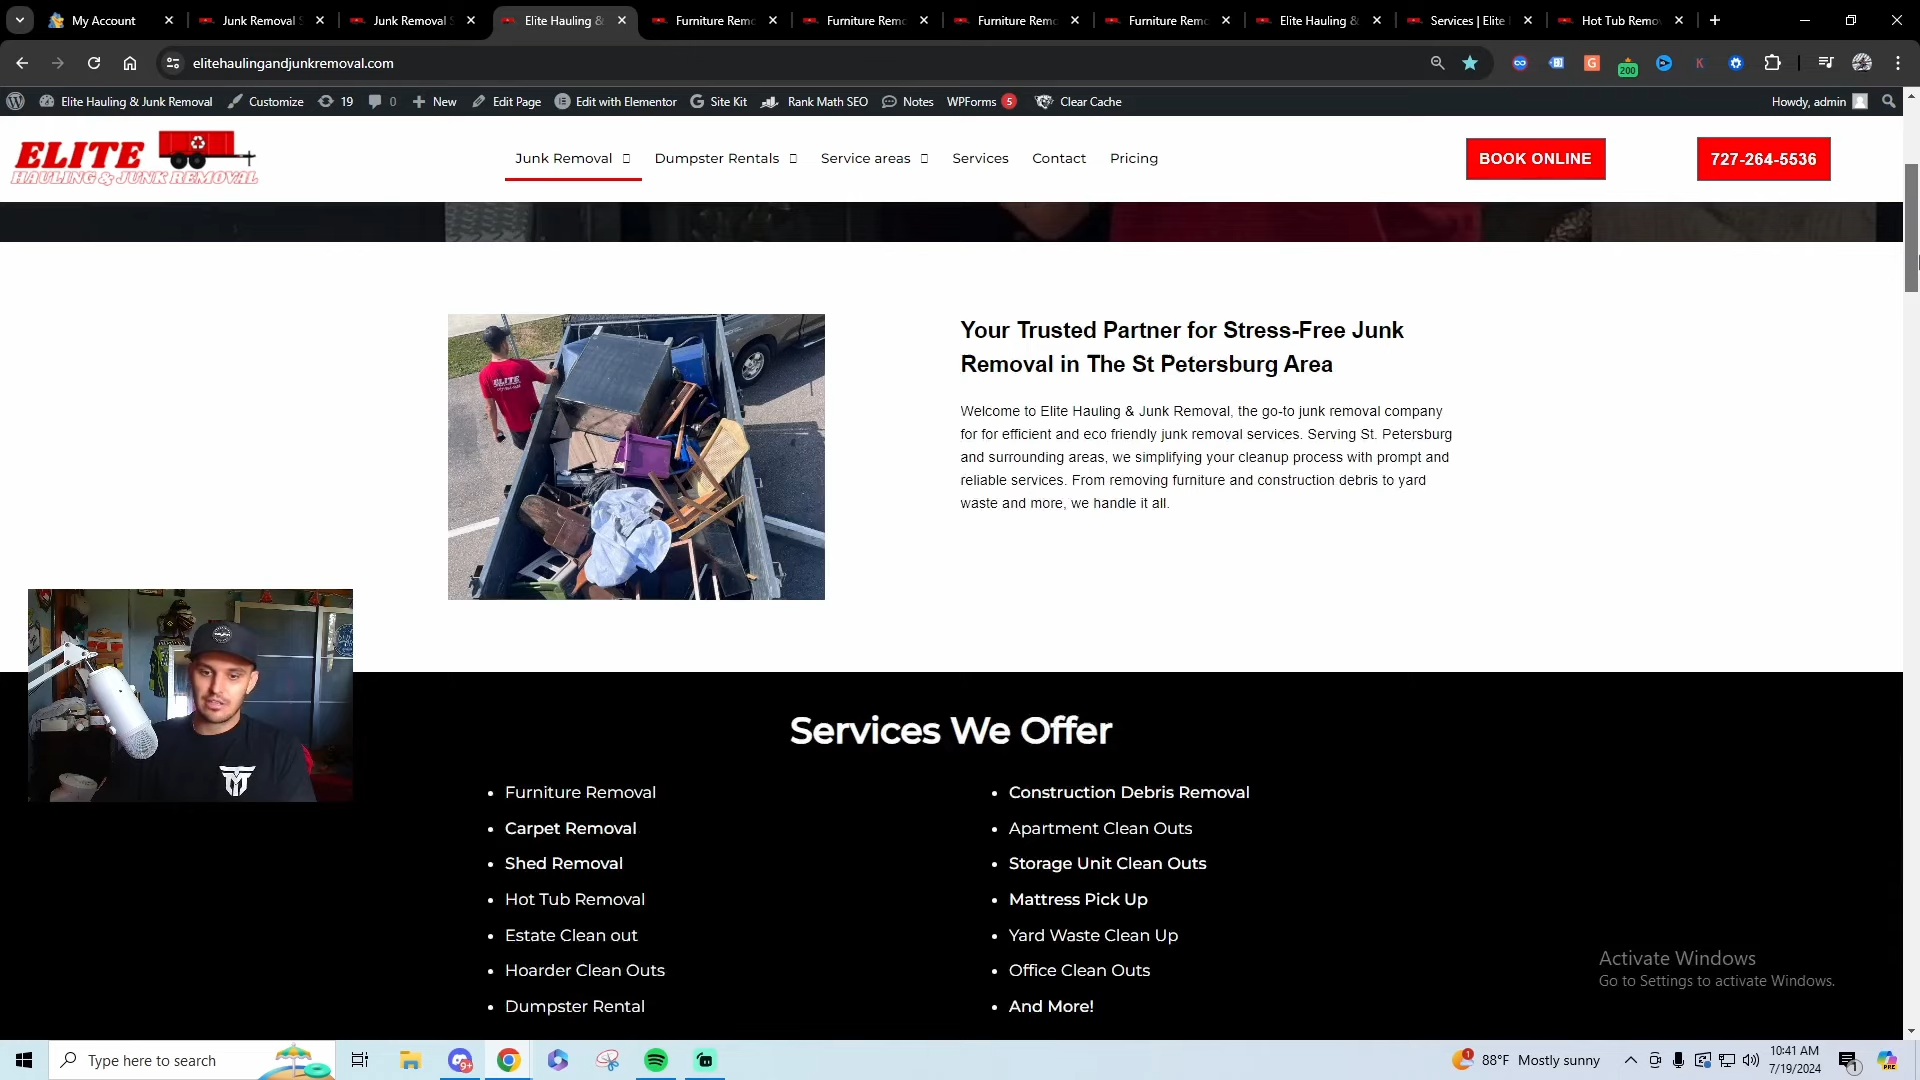 My Account
Junk Removal S
Junk Removal S
Elite Hauling &
Furniture Remo
Furniture Remo
Furniture Remo
Furniture Remo
Elite Hauling &
Services | Elite
Hot Tub Remo
elitehaulingandjunkremoval.com
200
Elite Hauling & Junk Removal
Customize
19
0
New
Edit Page
Edit with Elementor
Site Kit
Rank Math SEO
Notes
WPForms 5
Clear Cache
Howdy, admin
ELITE
HAULING & JUNK REMOVAL
Junk Removal
Dumpster Rentals
Service areas
Services
Contact
Pricing
BOOK ONLINE
727-264-5536
Your Trusted Partner for Stress-Free Junk
Removal in The St Petersburg Area
Welcome to Elite Hauling & Junk Removal, the go-to junk removal company
for for efficient and eco friendly junk removal services. Serving St. Petersburg
and surrounding areas, we simplifying your cleanup process with prompt and
reliable services. From removing furniture and construction debris to yard
waste and more, we handle it all.
ELITE
Services We Offer
• Furniture Removal
• Carpet Removal
• Shed Removal
• Hot Tub Removal
• Estate Clean out
• Hoarder Clean Outs
• Dumpster Rental
• Construction Debris Removal
• Apartment Clean Outs
• Storage Unit Clean Outs
• Mattress Pick Up
• Yard Waste Clean Up
• Office Clean Outs
• And More!
Activate Windows
Go to Settings to activate Windows.
Type here to search
9+
1
88°F Mostly sunny
10:41 AM
7/19/2024
1
PRE